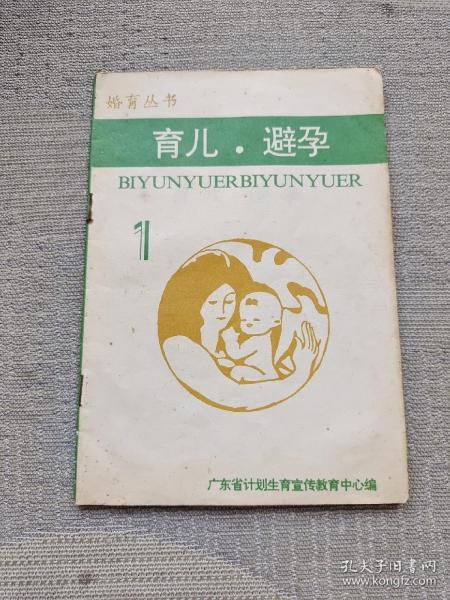 婚育丛书
育儿·避孕
BIYUNYUERBIYUNYUER
1
广东省计划生育宣传教育中心编
孔夫子旧书网
www.kongfz.com